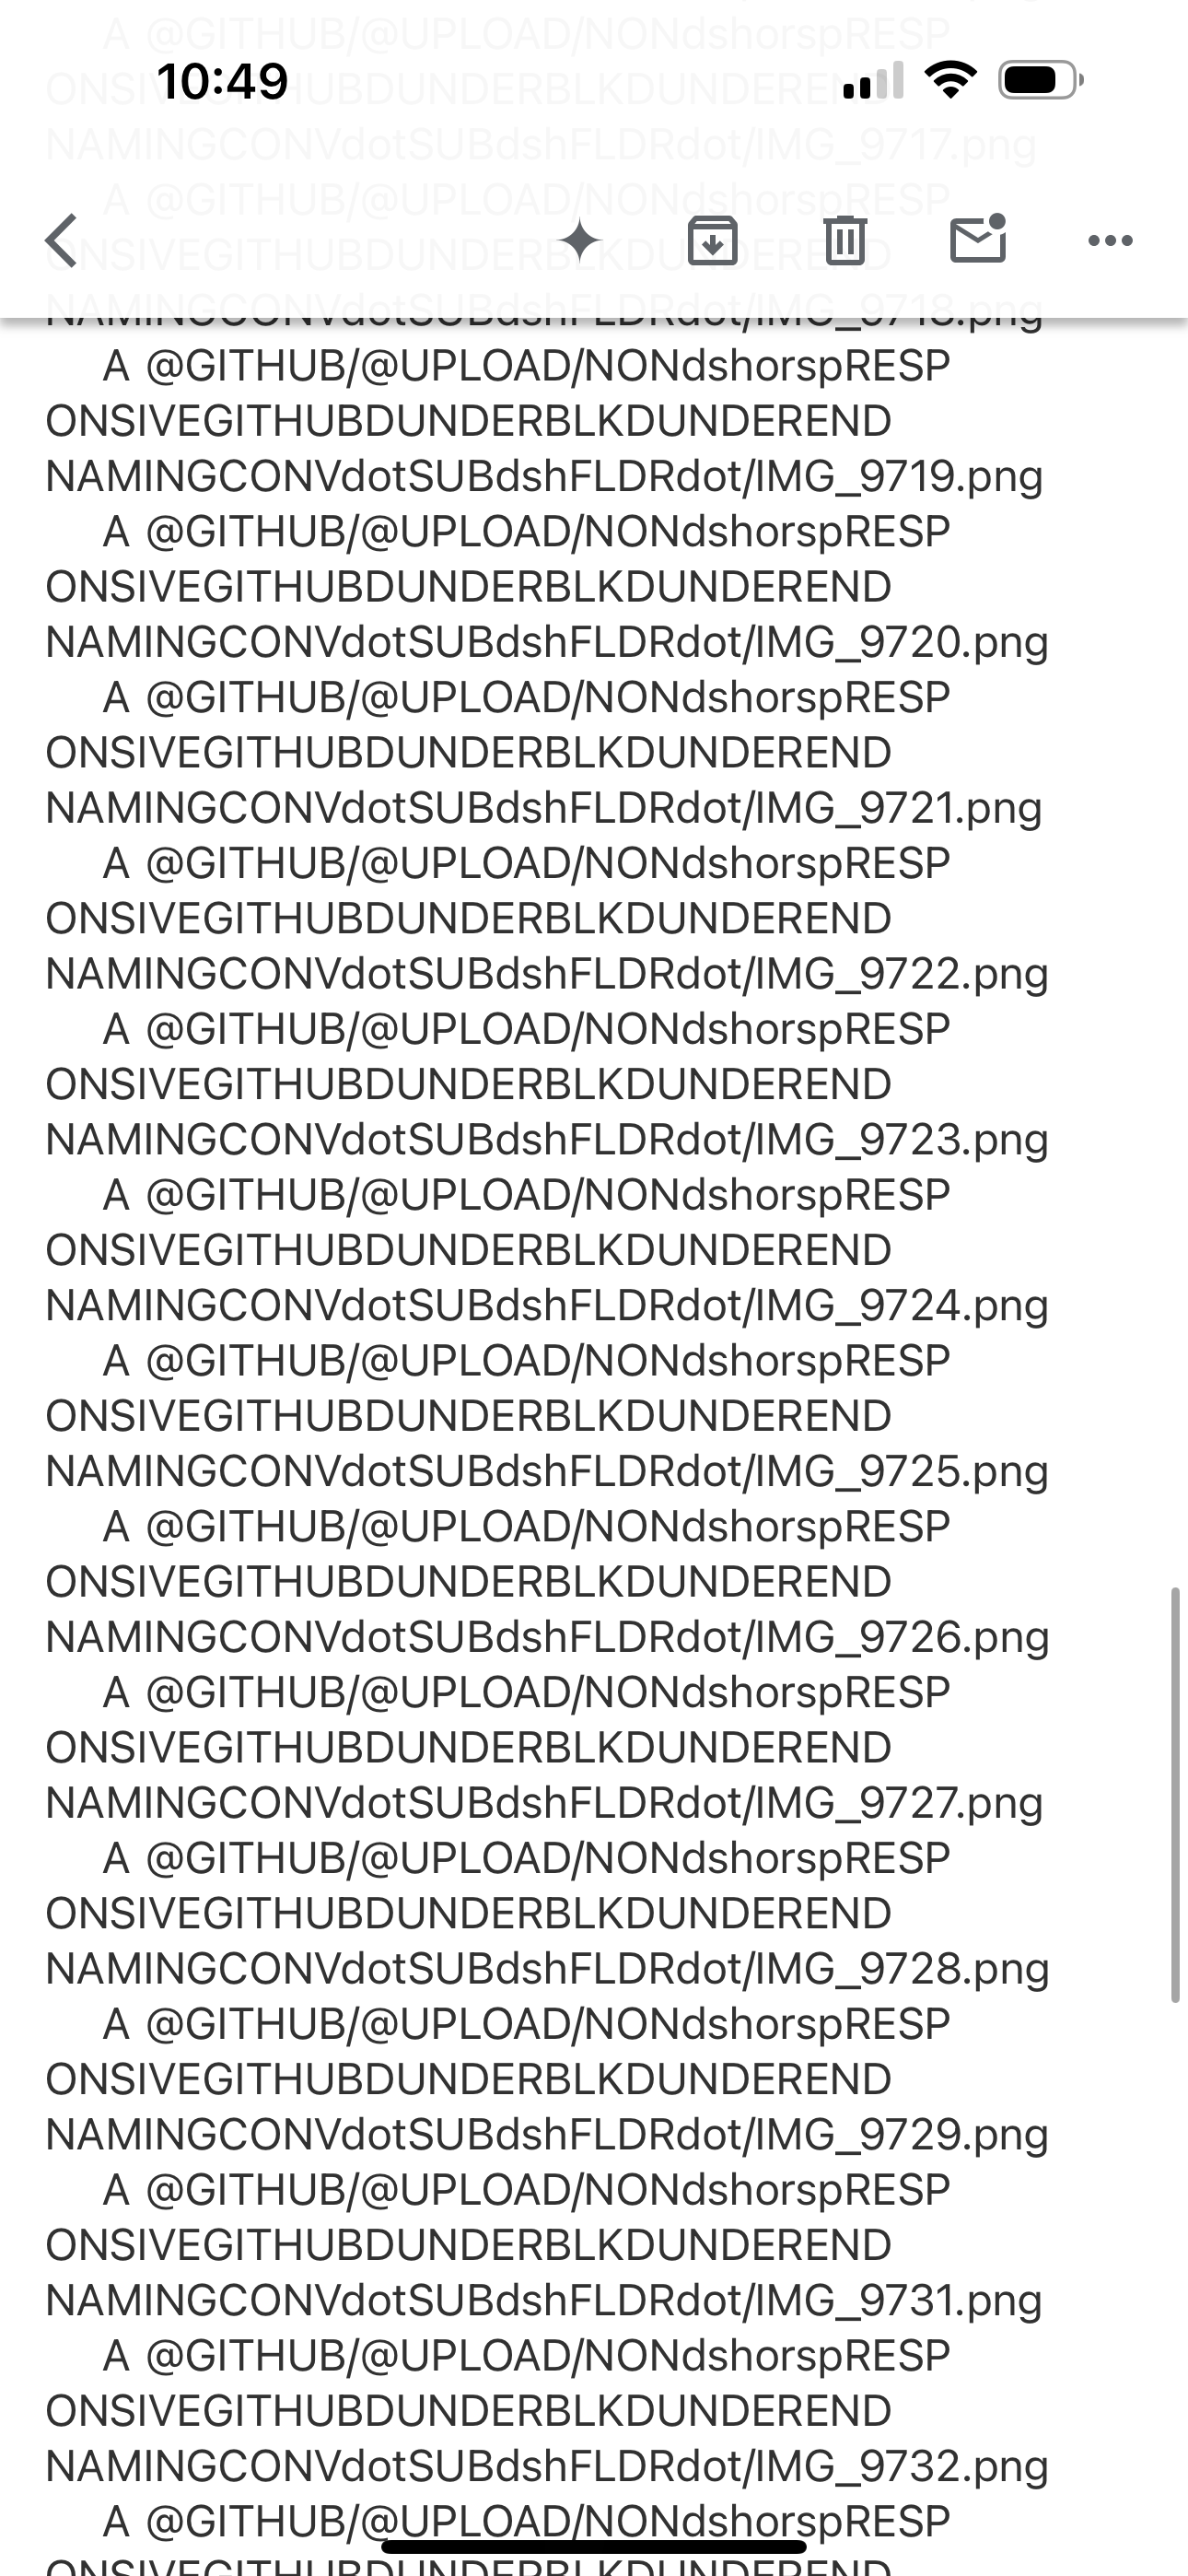 A @GITHUB/@UPLOAD/NONdshorspRESP
10:49
ONSIVEGITHUBDUNDERBLKDUNDEREND
NAMINGCONVdotSUBdshFLDRdot/IMG_9717.png
A @GITHUB/@UPLOAD/NONdshorspRESP
ONSIVEGITHUBDUNDERBLKDUNDEREND
NAMINGCONVdotSUBdshFLDRdot/IMG_9718.png
A @GITHUB/@UPLOAD/NONdshorspRESP
ONSIVEGITHUBDUNDERBLKDUNDEREND
NAMINGCONVdotSUBdshFLDRdot/IMG_9719.png
A @GITHUB/@UPLOAD/NONdshorspRESP
ONSIVEGITHUBDUNDERBLKDUNDEREND
NAMINGCONVdotSUBdshFLDRdot/IMG_9720.png
A @GITHUB/@UPLOAD/NONdshorspRESP
ONSIVEGITHUBDUNDERBLKDUNDEREND
NAMINGCONVdotSUBdshFLDRdot/IMG_9721.png
A @GITHUB/@UPLOAD/NONdshorspRESP
ONSIVEGITHUBDUNDERBLKDUNDEREND
NAMINGCONVdotSUBdshFLDRdot/IMG_9722.png
A @GITHUB/@UPLOAD/NONdshorspRESP
ONSIVEGITHUBDUNDERBLKDUNDEREND
NAMINGCONVdotSUBdshFLDRdot/IMG_9723.png
A @GITHUB/@UPLOAD/NONdshorspRESP
ONSIVEGITHUBDUNDERBLKDUNDEREND
NAMINGCONVdotSUBdshFLDRdot/IMG_9724.png
A @GITHUB/@UPLOAD/NONdshorspRESP
ONSIVEGITHUBDUNDERBLKDUNDEREND
NAMINGCONVdotSUBdshFLDRdot/IMG_9725.png
A @GITHUB/@UPLOAD/NONdshorspRESP
ONSIVEGITHUBDUNDERBLKDUNDEREND
NAMINGCONVdotSUBdshFLDRdot/IMG_9726.png
A @GITHUB/@UPLOAD/NONdshorspRESP
ONSIVEGITHUBDUNDERBLKDUNDEREND
NAMINGCONVdotSUBdshFLDRdot/IMG_9727.png
A @GITHUB/@UPLOAD/NONdshorspRESP
ONSIVEGITHUBDUNDERBLKDUNDEREND
NAMINGCONVdotSUBdshFLDRdot/IMG_9728.png
A @GITHUB/@UPLOAD/NONdshorspRESP
ONSIVEGITHUBDUNDERBLKDUNDEREND
NAMINGCONVdotSUBdshFLDRdot/IMG_9729.png
A @GITHUB/@UPLOAD/NONdshorspRESP
ONSIVEGITHUBDUNDERBLKDUNDEREND
NAMINGCONVdotSUBdshFLDRdot/IMG_9731.png
A @GITHUB/@UPLOAD/NONdshorspRESP
ONSIVEGITHUBDUNDERBLKDUNDEREND
NAMINGCONVdotSUBdshFLDRdot/IMG_9732.png
A @GITHUB/@UPLOAD/NONdshorspRESP
ONSIVEGITHUBDUNDERBLKDUNDEREND